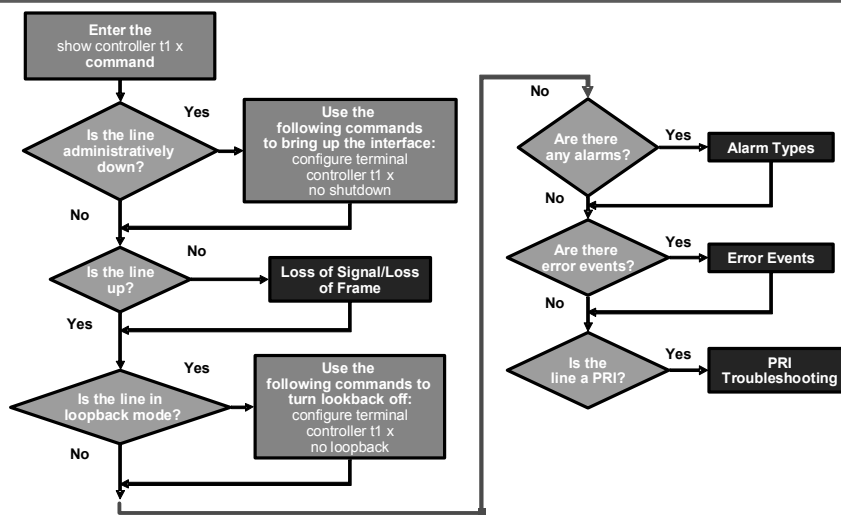 Enter the
show controller t1 x
command
Yes
Is the line
administratively
down?
Use the
following commands
to bring up the interface:
configure terminal
controller t1 x
no shutdown
No
No
Is the line
up?
Loss of Signal/Loss
of Frame
Yes
Yes
Is the line in
loopback mode?
Use the
following commands to
turn lookback off:
configure terminal
controller t1 x
no loopback
No
No
Are there
any alarms?
Yes
Alarm Types
No
Are there
error events?
Yes
Error Events
No
Is the
line a PRI?
Yes
PRI
Troubleshooting